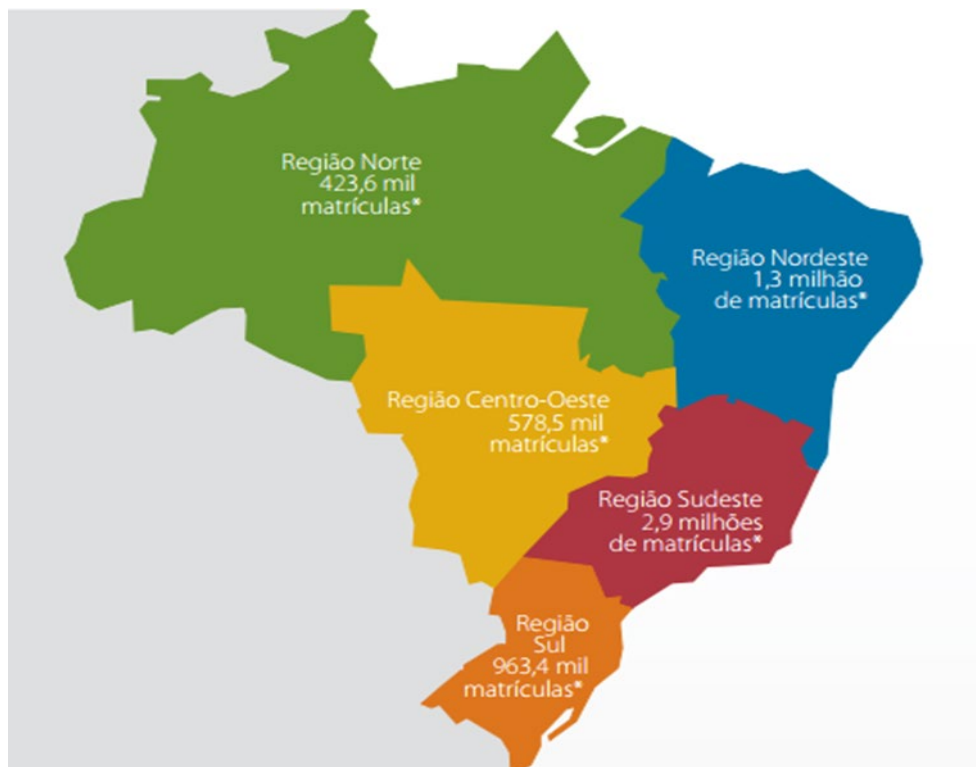 Região Norte
423,6 mil
matrículas*
Região Nordeste
1,3 milhão
de matrículas*
Região Centro-Oeste
578,5 mil
matrículas*
Região Sudeste
2,9 milhões
de matrículas*
Região
Sul
963,4 mil
matrículas*